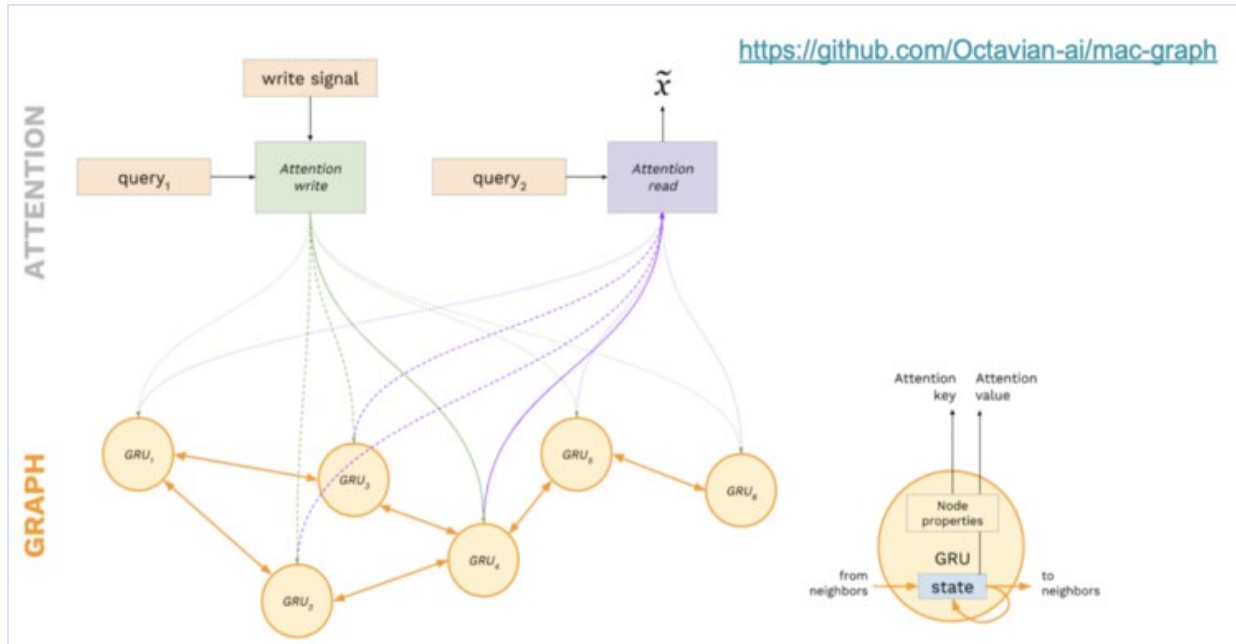 https://github.com/Octavian-ai/mac-graph
ATTENTION
write signal
x̃
query₁
Attention
write
query₂
Attention
read
GRAPH
GRU₁
GRU₃
GRU₅
GRU₆
GRU₄
GRU₂
Attention
key
Attention
value
Node
properties
GRU
from
neighbors
state
to
neighbors